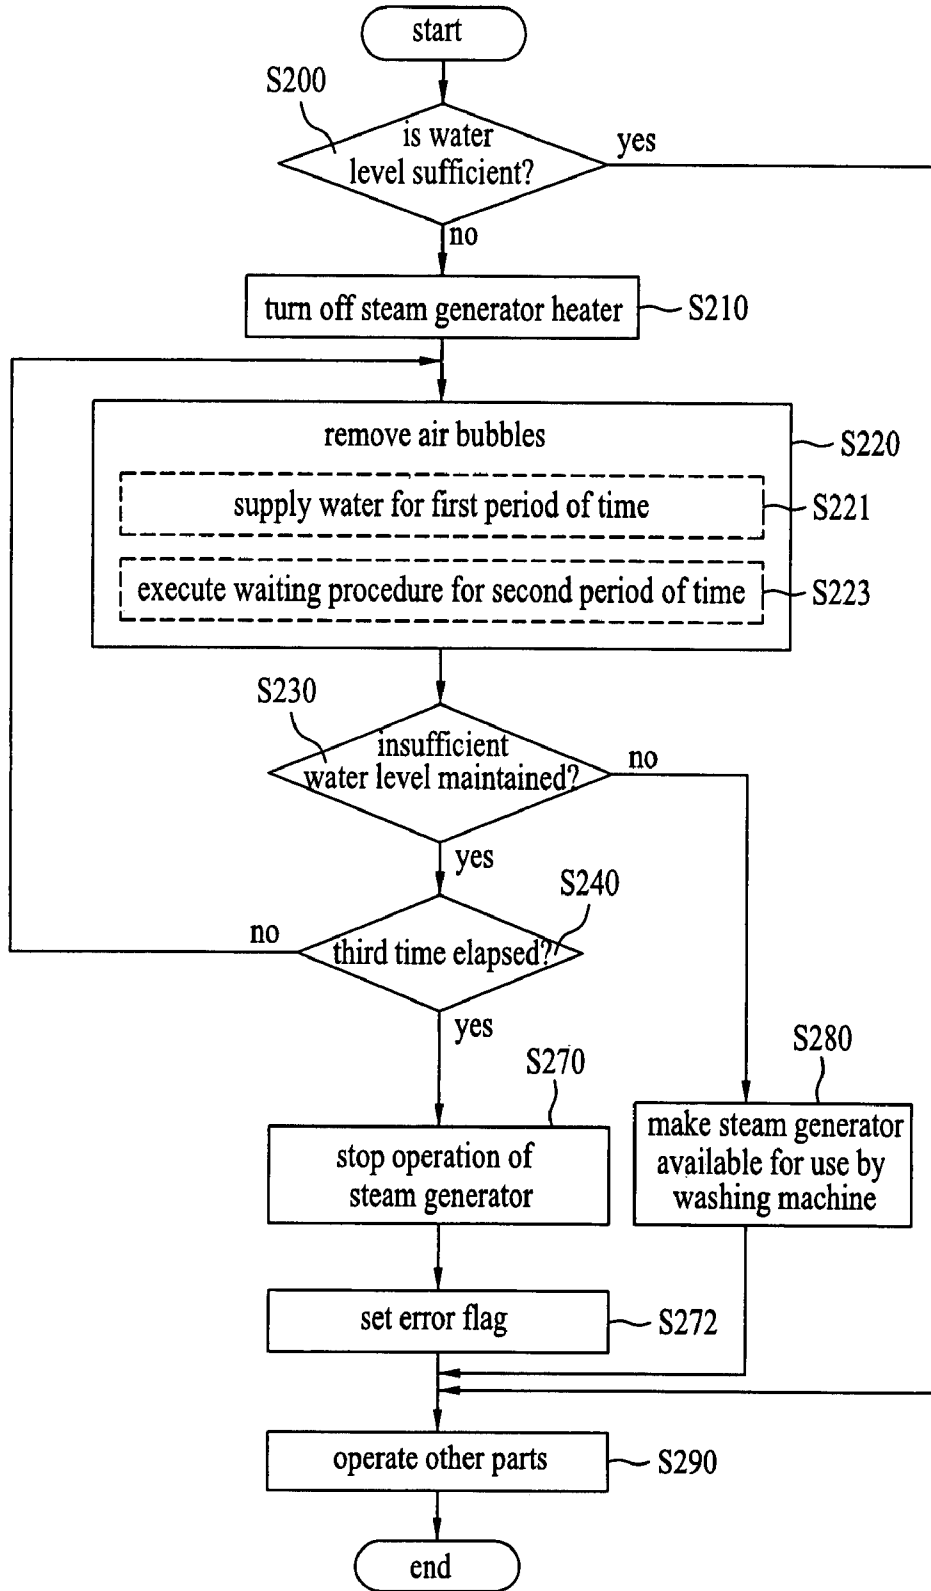 start
S200
is water
level sufficient?
yes
no
turn off steam generator heater
S210
remove air bubbles
S220
supply water for first period of time
S221
execute waiting procedure for second period of time
S223
S230
insufficient
water level maintained?
no
yes
S240
no
third time elapsed?
yes
S270
S280
stop operation of
steam generator
make steam generator
available for use by
washing machine
set error flag
S272
operate other parts
S290
end